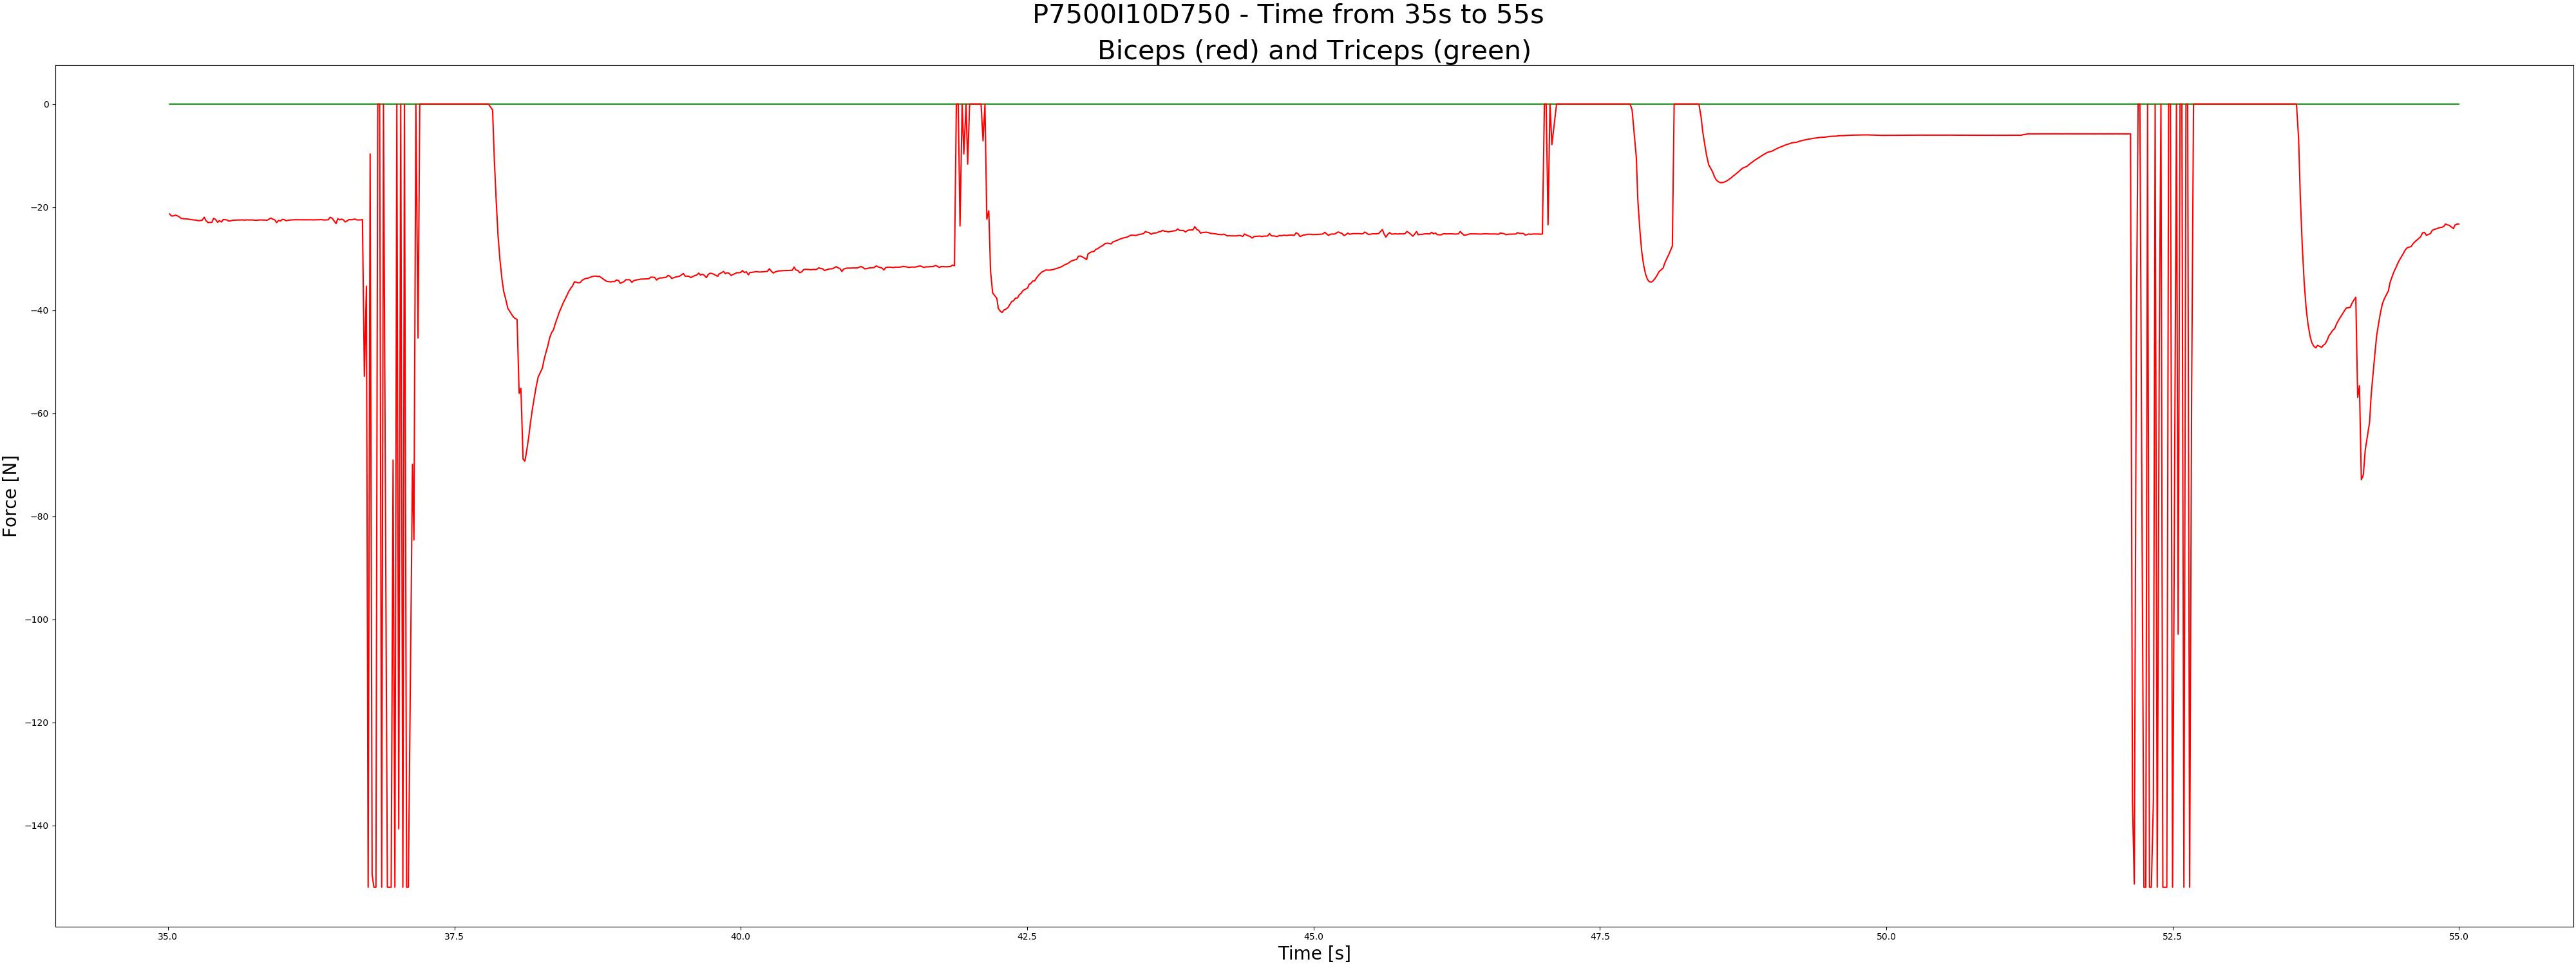 P7500I10D750 - Time from 35s to 55s
Biceps (red) and Triceps (green)
0
−20
−40
−60
−80
−100
−120
−140
Force [N]
35.0 37.5 40.0 42.5 45.0 47.5 50.0 52.5 55.0
Time [s]